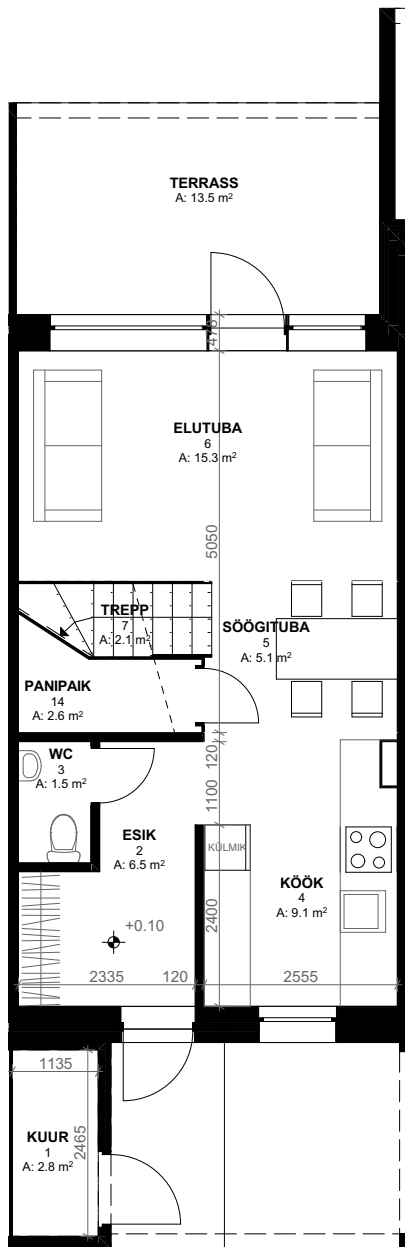 TERRASS
A: 13.5 m²
475
ELUTUBA
6
A: 15.3 m²
5050
TREPP
7
A: 2.1 m²
SÖÖGITUBA
5
A: 5.1 m²
PANIPAIK
14
A: 2.6 m²
120
WC
3
A: 1.5 m²
1100
ESIK
2
A: 6.5 m²
KÜLMIK
KÖÖK
4
A: 9.1 m²
2400
+0.10
2335
120
2555
1135
2465
KUUR
1
A: 2.8 m²